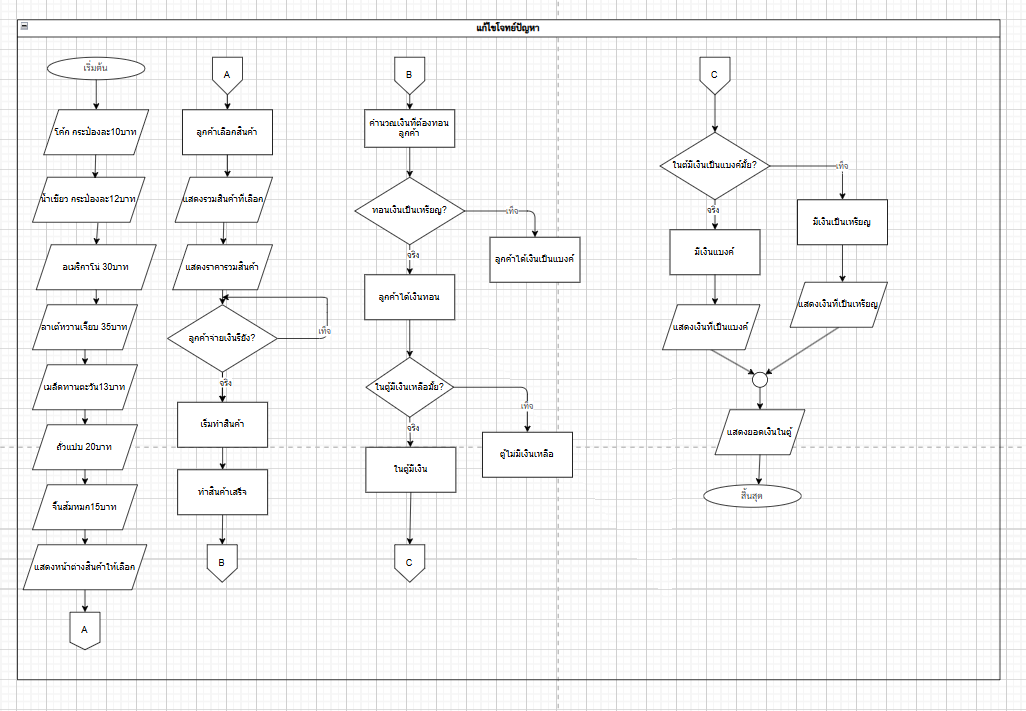 แก้ไขโจทย์ปัญหา
เริ่มต้น
โค้ก กระป๋องละ10บาท
น้ำเขียว กระป๋องละ12บาท
อเมริกาโน่ 30บาท
ลาเต้หวานเจี๊ยบ 35บาท
เมล็ดทานตะวัน13บาท
ถั่วแปบ 20บาท
จิ้นส้มหมก15บาท
แสดงหน้าต่างสินค้าให้เลือก
A
A
ลูกค้าเลือกสินค้า
แสดงรวมสินค้าที่เลือก
แสดงราคารวมสินค้า
ลูกค้าจ่ายเงินรึยัง?
เท็จ
จริง
เริ่มทำสินค้า
ทำสินค้าเสร็จ
B
B
คำนวณเงินที่ต้องทอน
ลูกค้า
ทอนเงินเป็นเหรียญ?
เท็จ
จริง
ลูกค้าได้เงินเป็นแบงค์
ลูกค้าได้เงินทอน
ในตู้มีเงินเหลือมั้ย?
เท็จ
จริง
ตู้ไม่มีเงินเหลือ
ในตู้มีเงิน
C
C
ในตู้มีเงินเป็นแบงค์มั้ย?
เท็จ
จริง
มีเงินเป็นเหรียญ
มีเงินแบงค์
แสดงเงินที่เป็นเหรียญ
แสดงเงินที่เป็นแบงค์
แสดงยอดเงินในตู้
สิ้นสุด